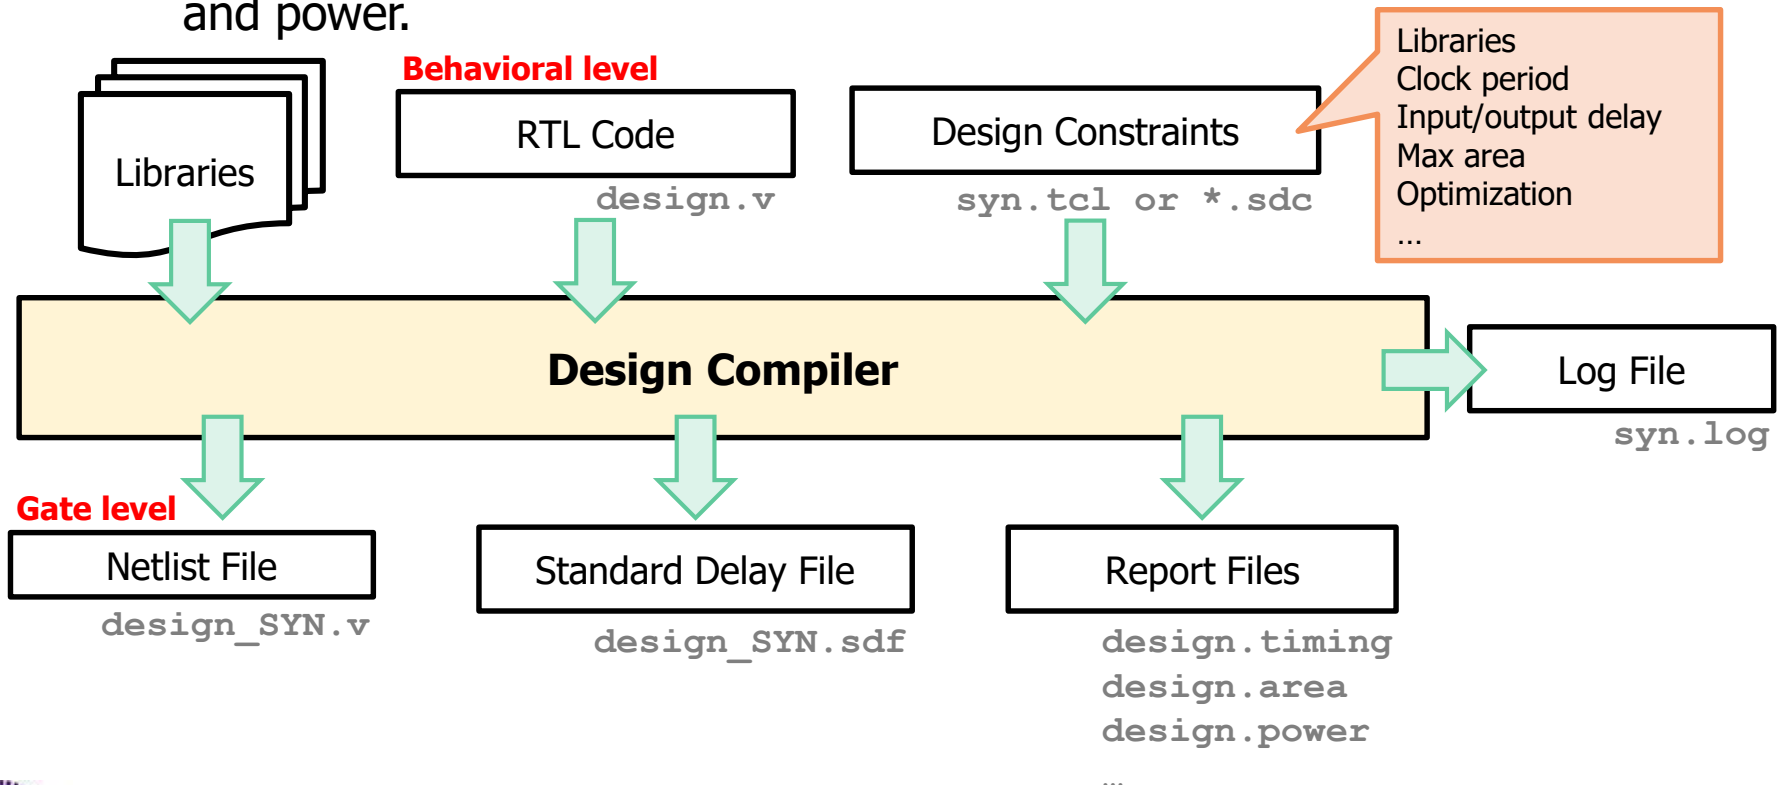 and power.
Behavioral level
Libraries
RTL Code
design.v
Design Constraints
syn.tcl or *.sdc
Libraries
Clock period
Input/output delay
Max area
Optimization
…
Design Compiler
Log File
syn.log
Gate level
Netlist File
design_SYN.v
Standard Delay File
design_SYN.sdf
Report Files
design.timing
design.area
design.power
…